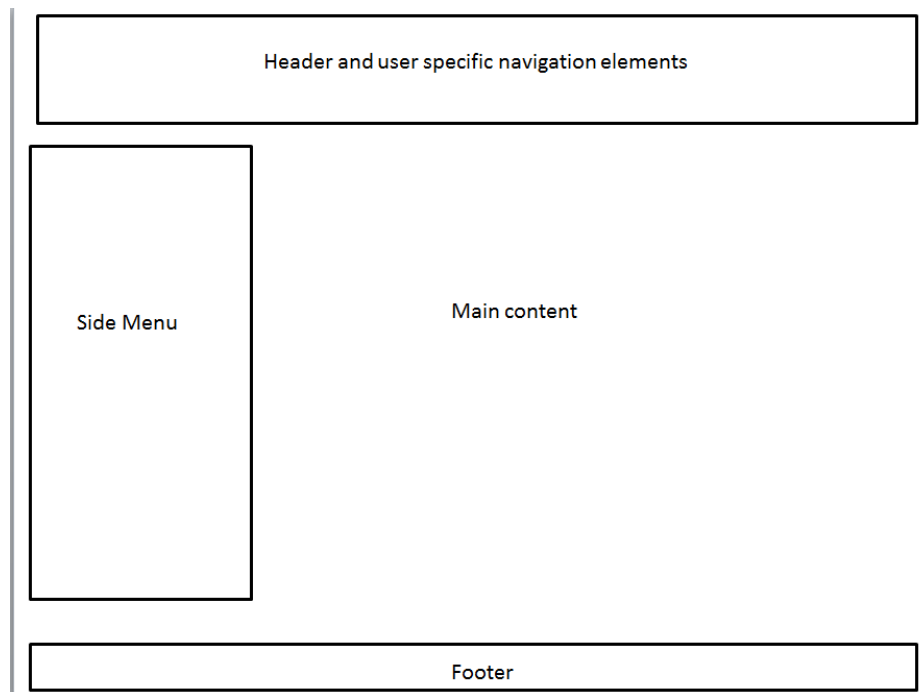 Header and user specific navigation elements
Side Menu
Main content
Footer